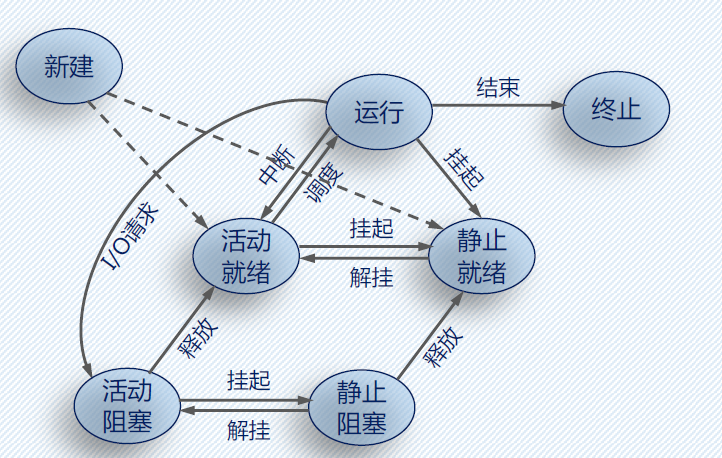 新建
运行
结束
终止
中断
调度
挂起
I/O请求
活动
就绪
挂起
解挂
静止
就绪
释放
释放
活动
阻塞
挂起
解挂
静止
阻塞